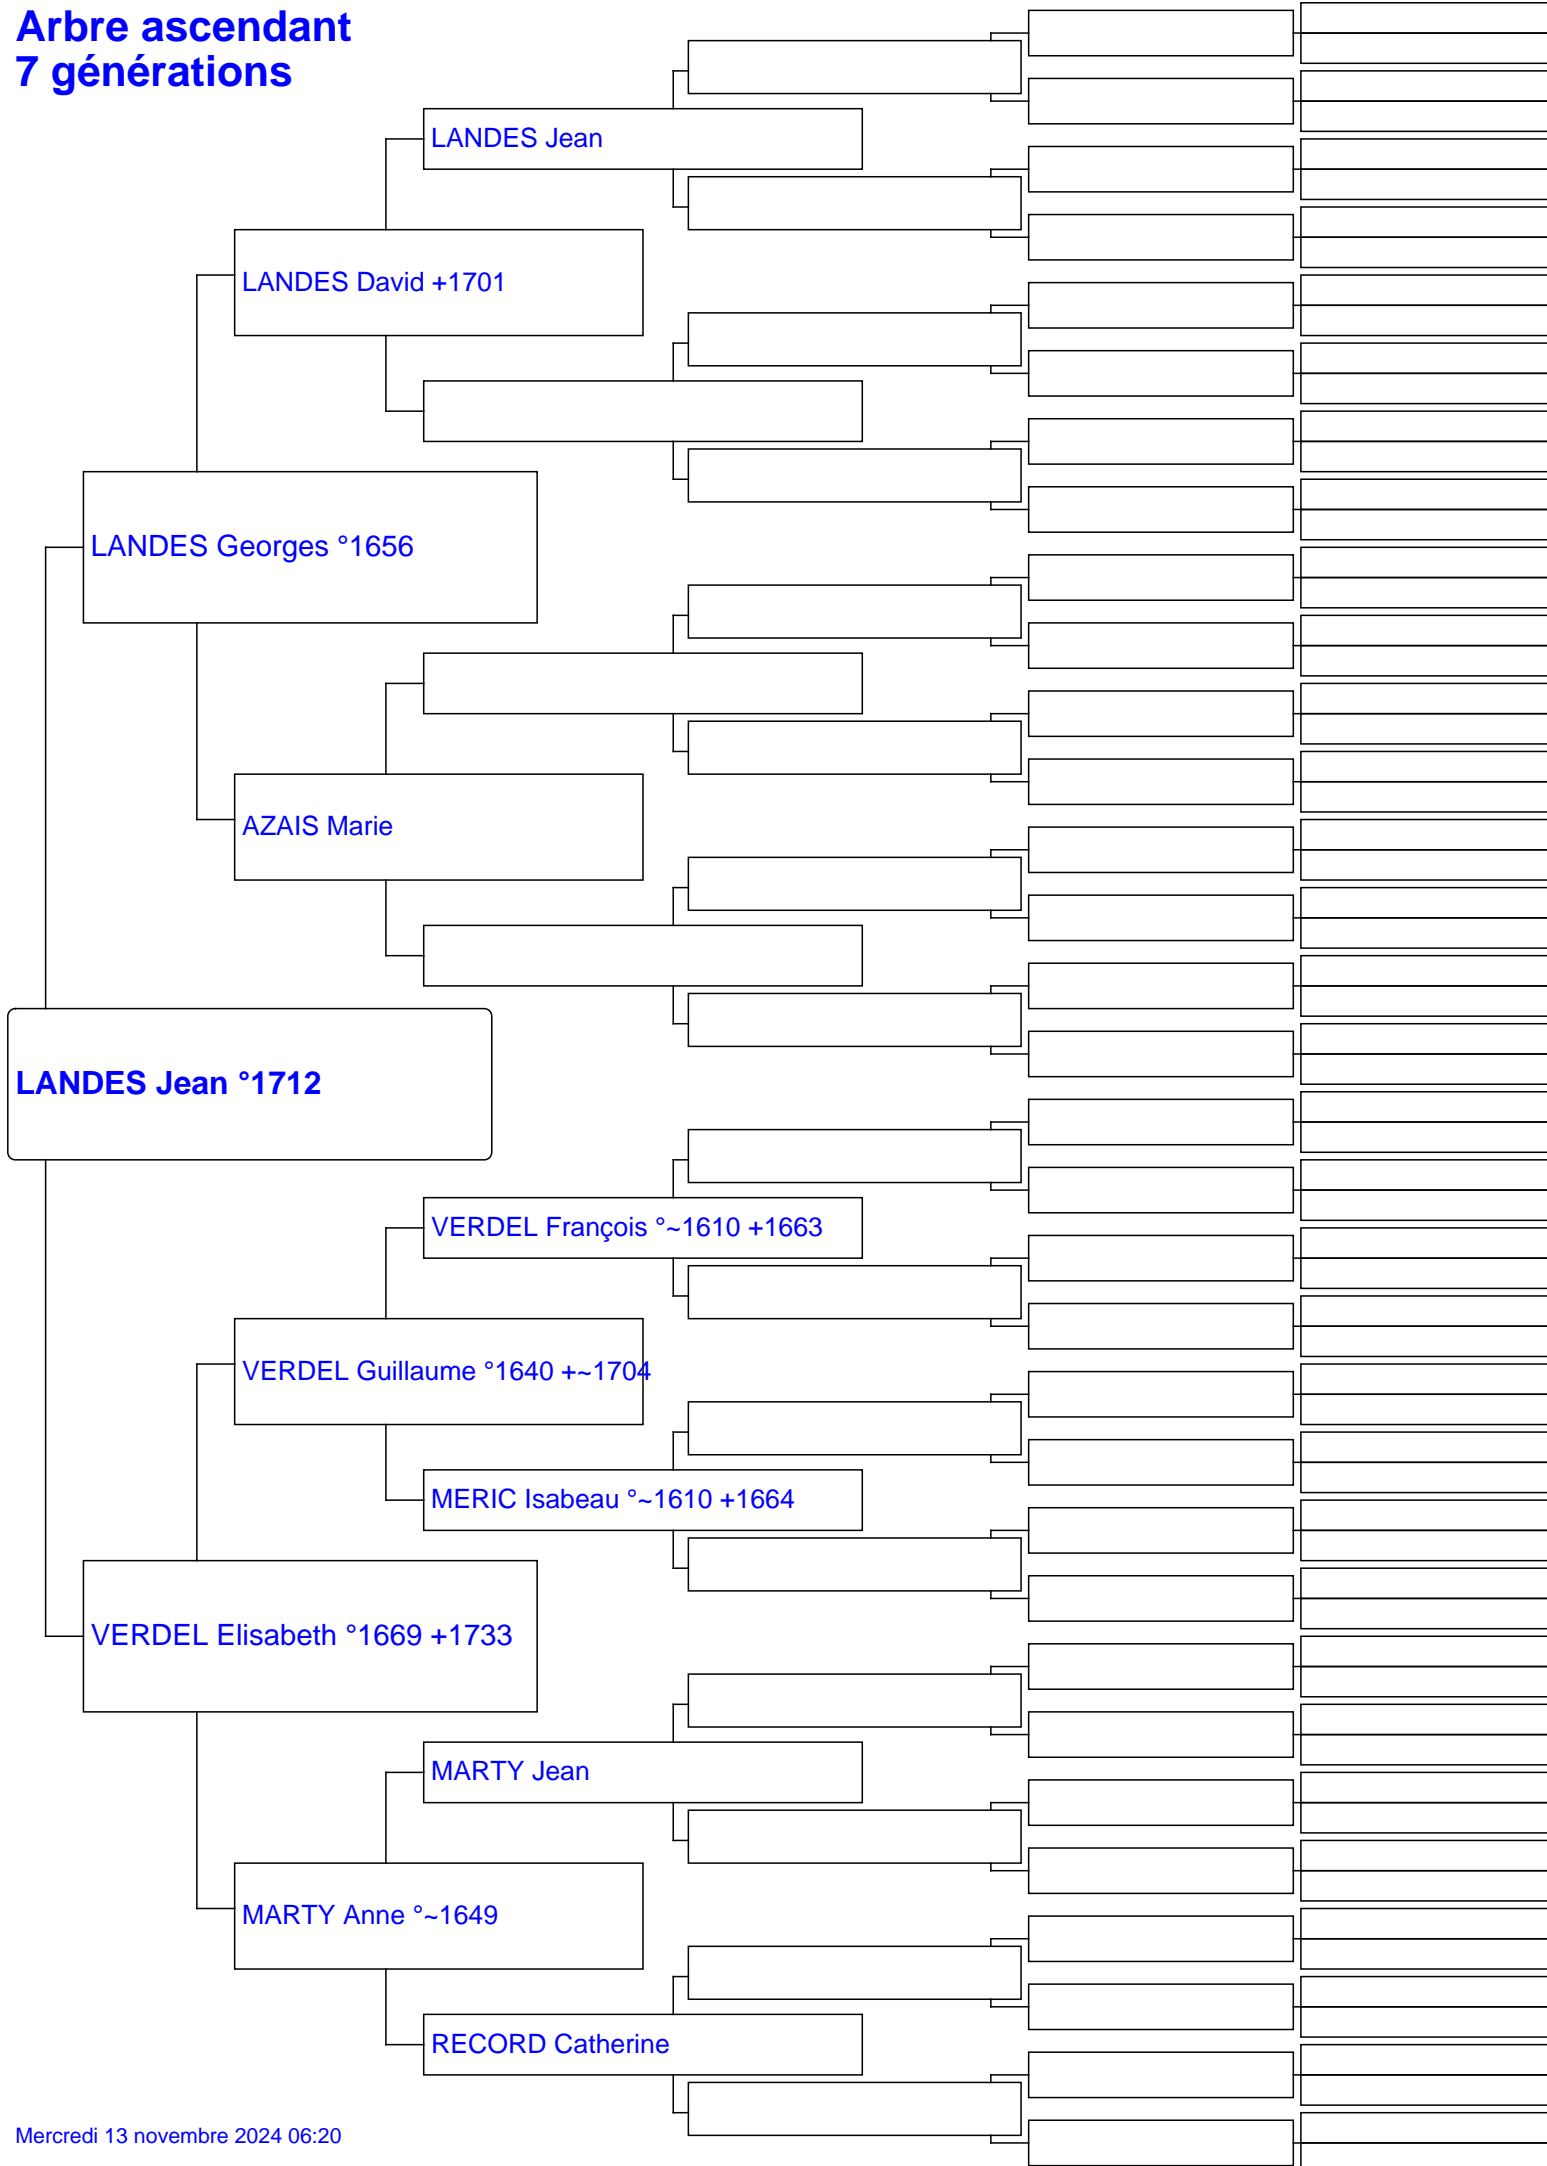 Arbre ascendant
7 générations
LANDES Jean
LANDES David +1701
LANDES Georges °1656
AZAIS Marie
LANDES Jean °1712
VERDEL François °~1610 +1663
VERDEL Guillaume °1640 +~1704
MERIC Isabeau °~1610 +1664
VERDEL Elisabeth °1669 +1733
MARTY Jean
MARTY Anne °~1649
RECORD Catherine
Mercredi 13 novembre 2024 06:20